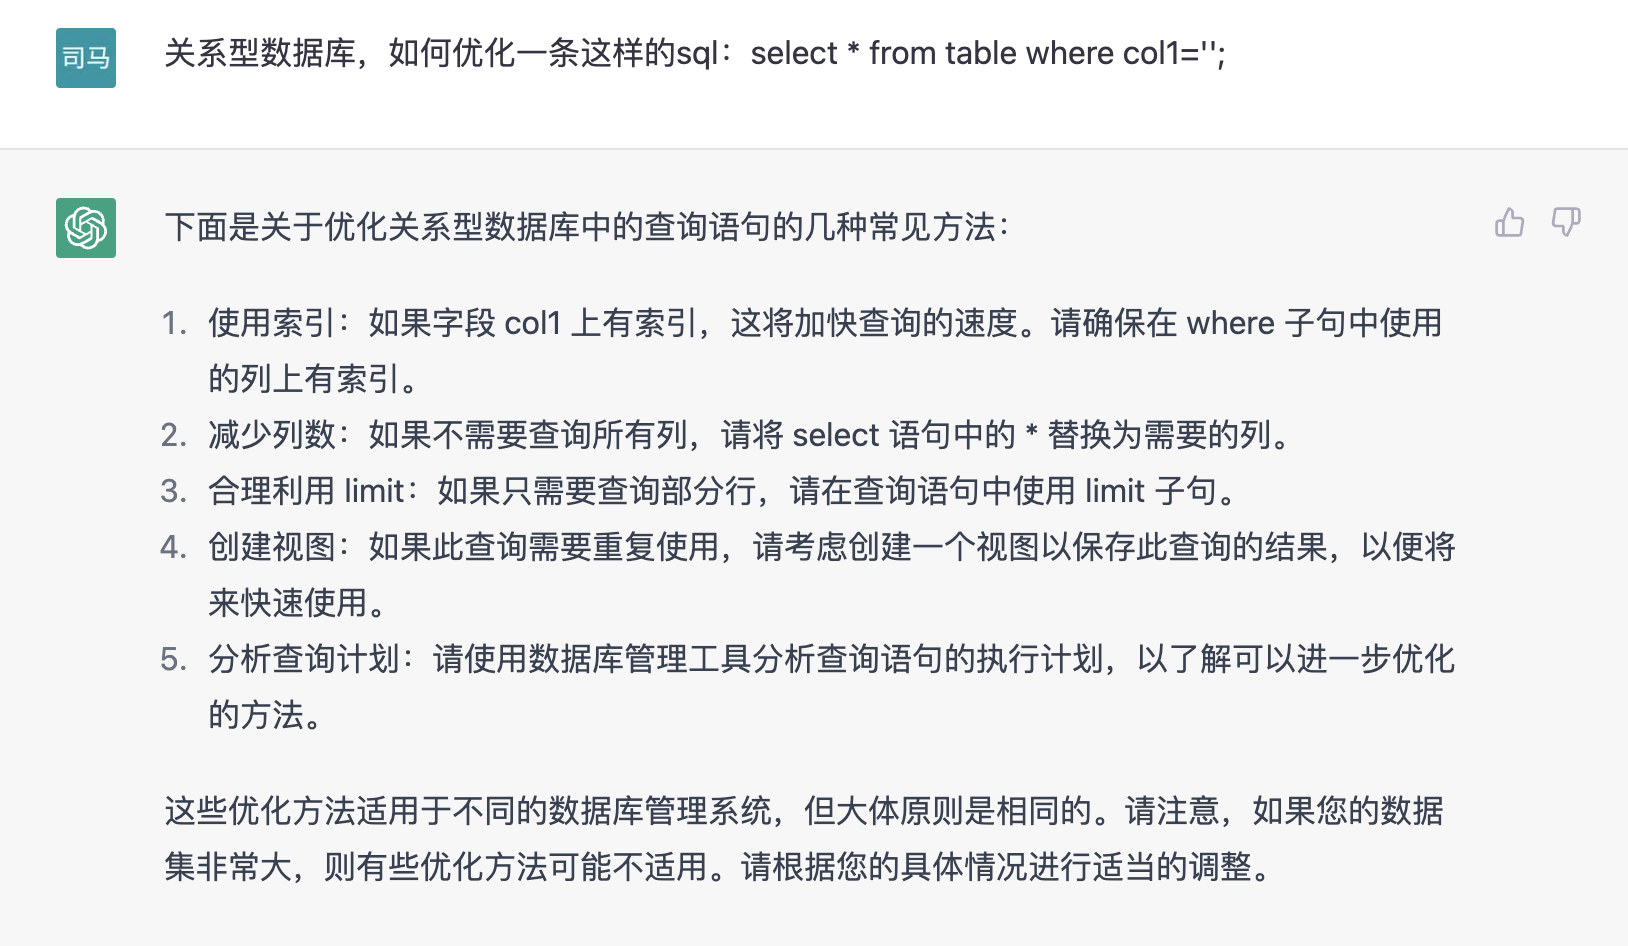 司马
关系型数据库，如何优化一条这样的sql：select * from table where col1='';
下面是关于优化关系型数据库中的查询语句的几种常见方法：
1. 使用索引：如果字段 col1 上有索引，这将加快查询的速度。请确保在 where 子句中使用
的列上有索引。
2. 减少列数：如果不需要查询所有列，请将 select 语句中的 * 替换为需要的列。
3. 合理利用 limit：如果只需要查询部分行，请在查询语句中使用 limit 子句。
4. 创建视图：如果此查询需要重复使用，请考虑创建一个视图以保存此查询的结果，以便将
来快速使用。
5. 分析查询计划：请使用数据库管理工具分析查询语句的执行计划，以了解可以进一步优化
的方法。
这些优化方法适用于不同的数据库管理系统，但大体原则是相同的。请注意，如果您的数据
集非常大，则有些优化方法可能不适用。请根据您的具体情况进行适当的调整。